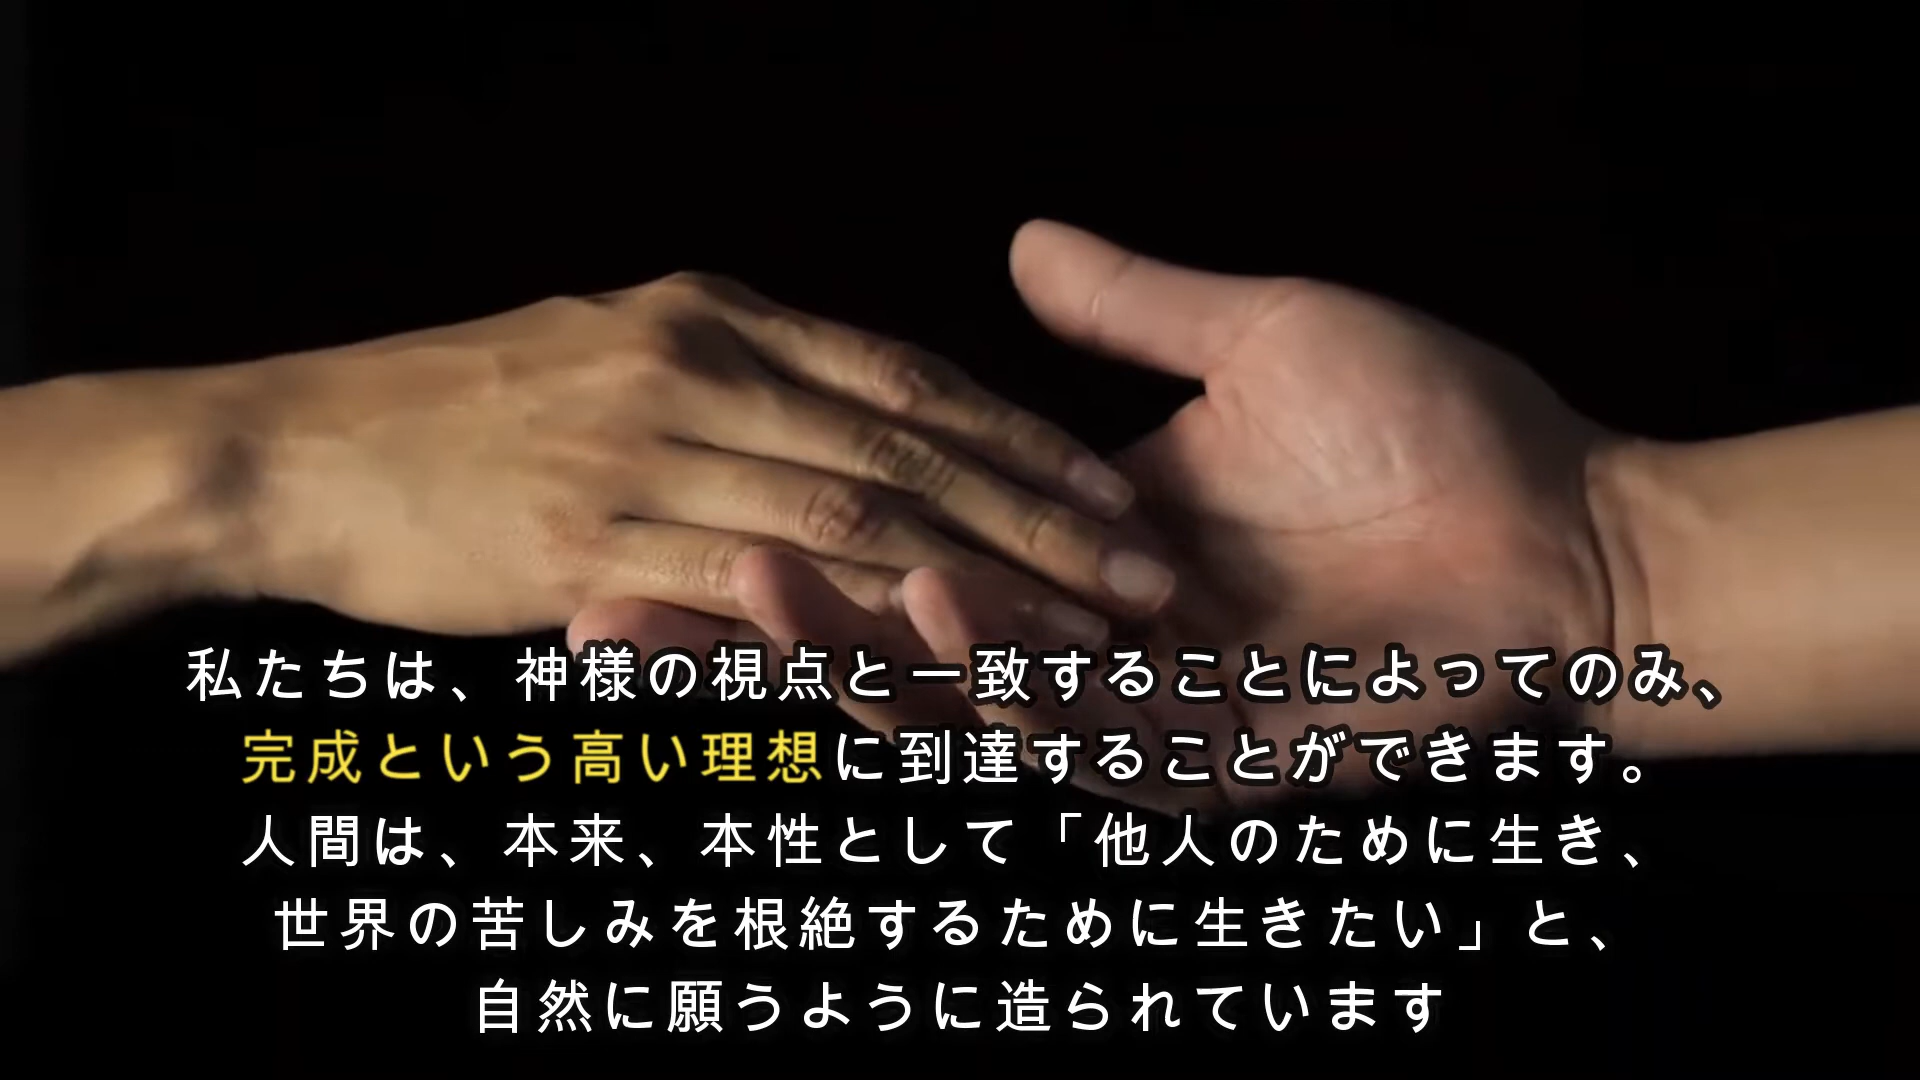 私たちは、神様の視点と一致することによってのみ、
完成という高い理想に到達することができます。
人間は、本来、本性として「他人のために生き、
世界の苦しみを根絶するために生きたい」と、
自然に願うように造られています